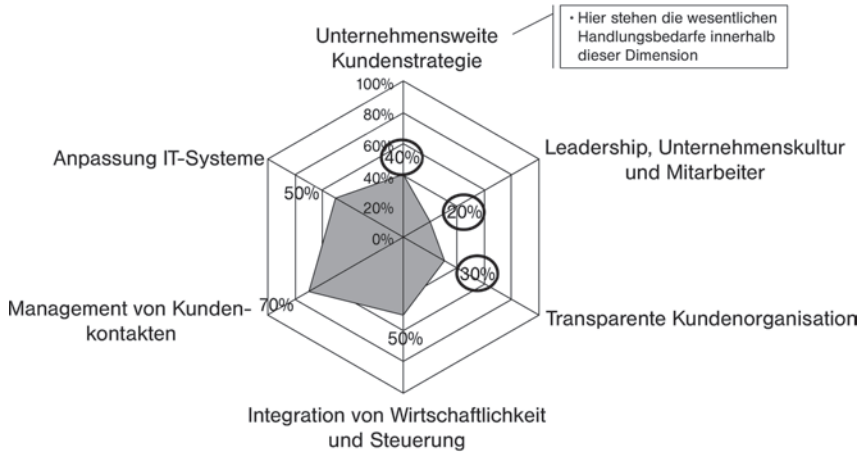 Unternehmensweite
Kundenstrategie
• Hier stehen die wesentlichen
Handlungsbedarfe innerhalb
dieser Dimension
100%
80%
60%
40%
40%
20%
0%
Anpassung IT-Systeme
50%
Leadership, Unternehmenskultur
und Mitarbeiter
20%
30%
Management von Kunden-
kontakten
70%
Transparente Kundenorganisation
50%
Integration von Wirtschaftlichkeit
und Steuerung